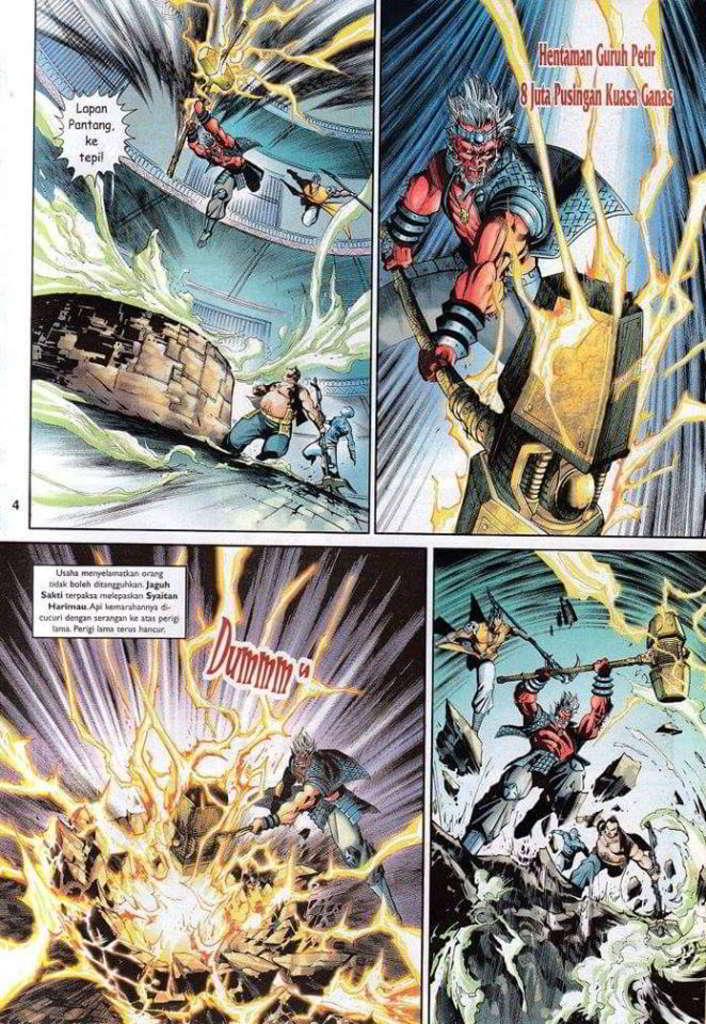 Lapan
Pantang,
ke
tepi!
Hentaman Guruh Petir
8 Juta Pusingan Kuasa Ganas
4
Usaha menyelamatkan orang
tidak boleh ditangguhkan. Jaguh
Sakti terpaksa melepaskan Syaitan
Harimau. Api kemarahannya di-
cucuri dengan serangan ke atas perigi
lama. Perigi lama terus hancur.
Dummm